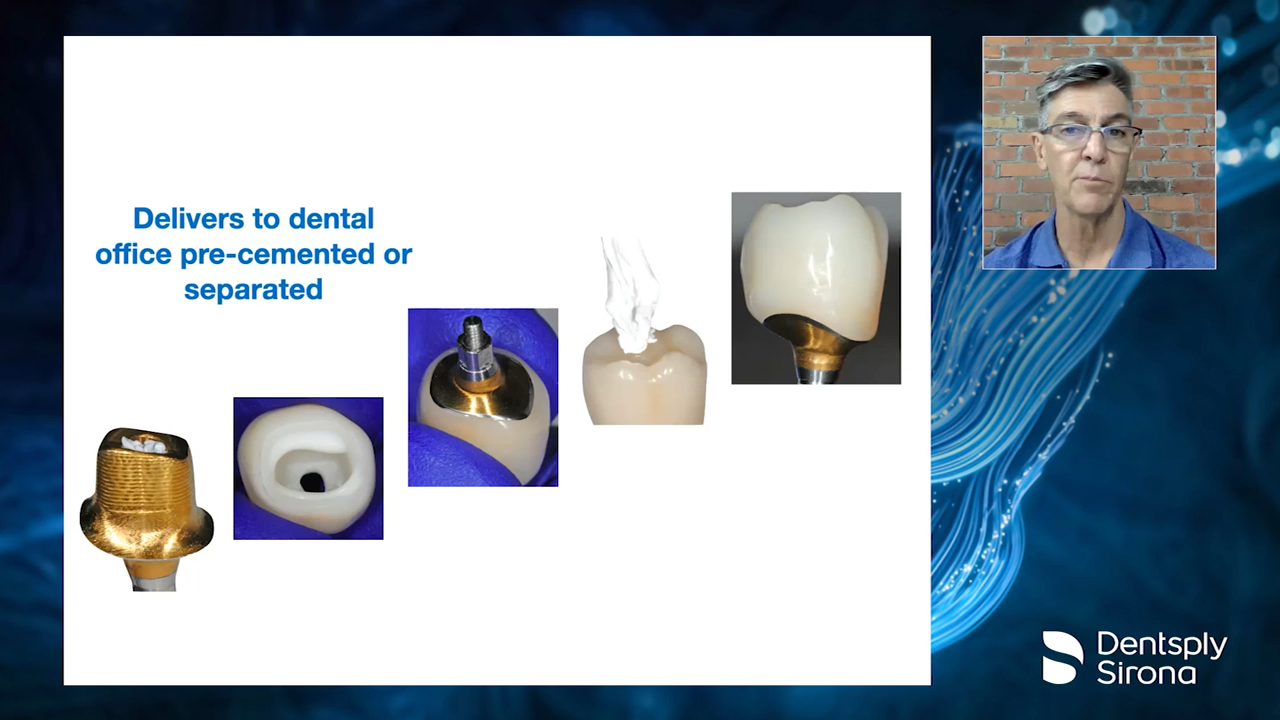 Delivers to dental
office pre-cemented or
separated
Dentsply
Sirona